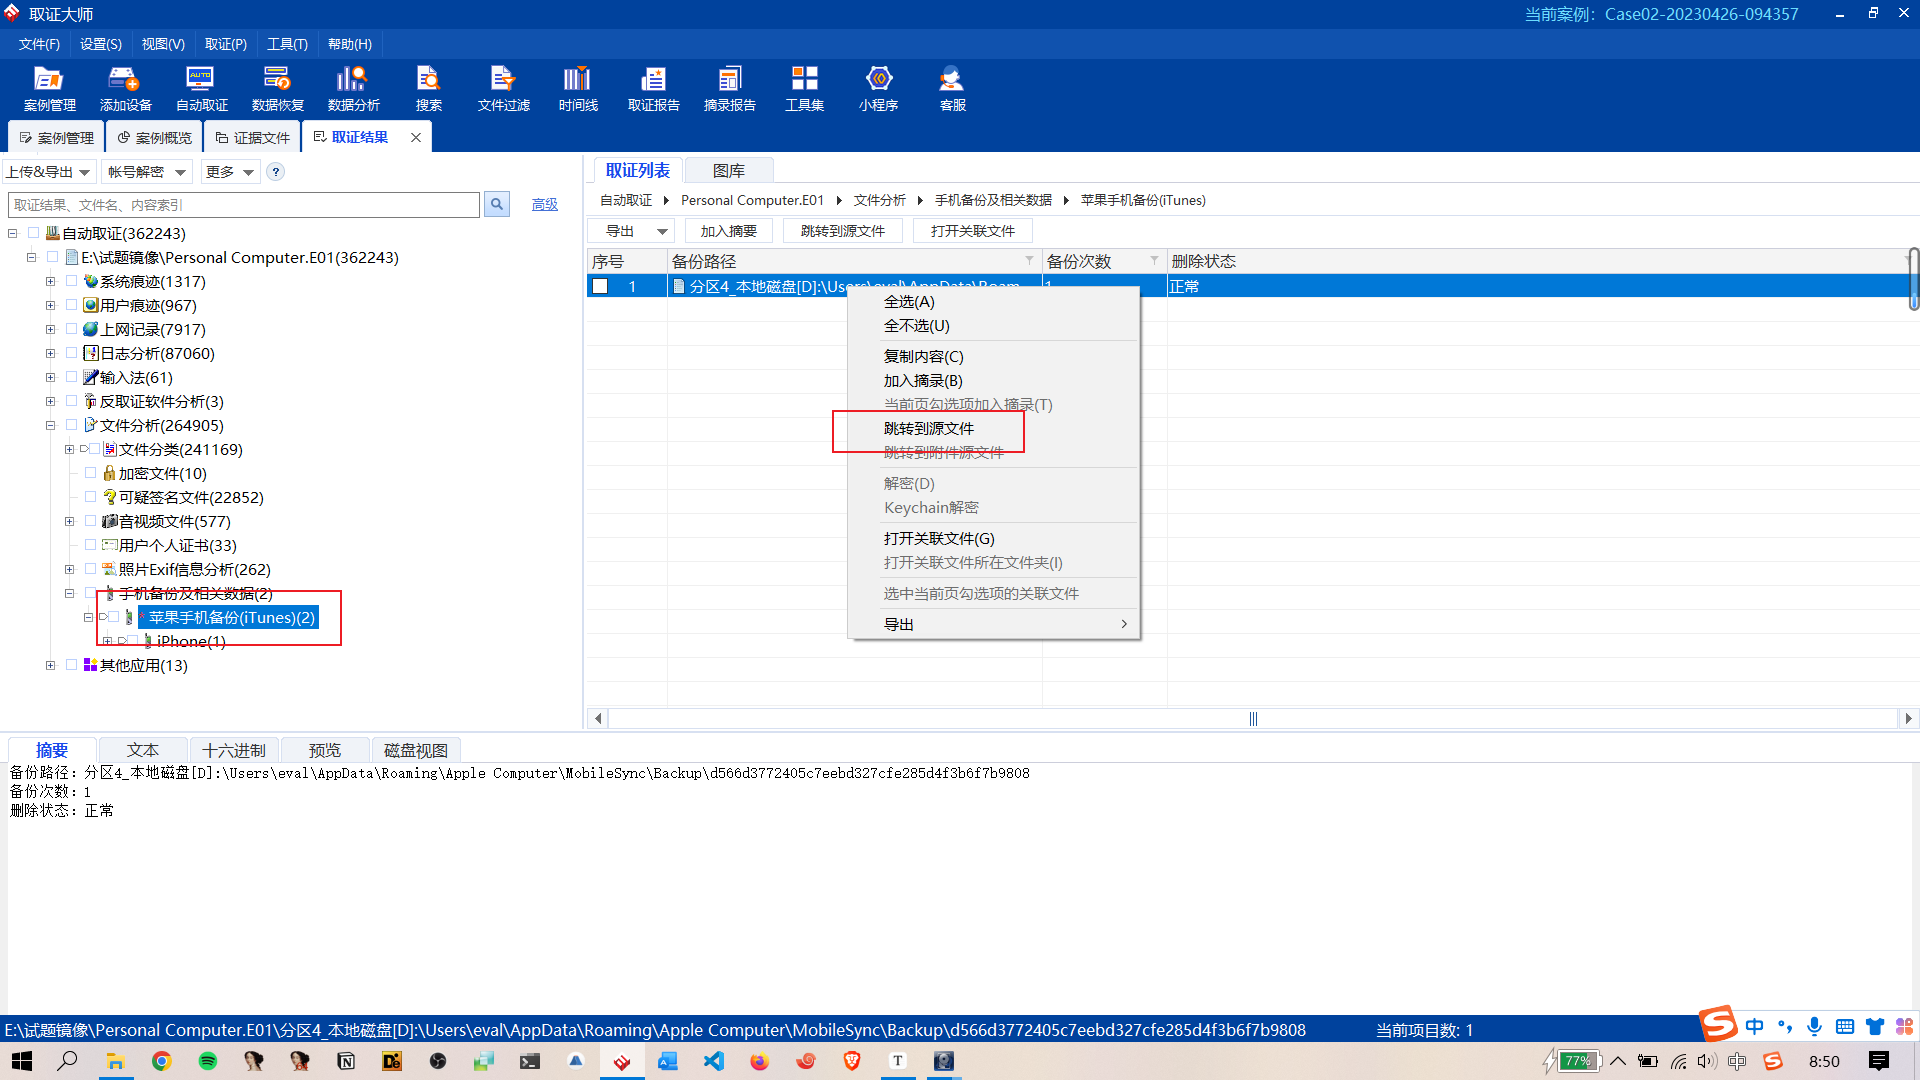 取证大师
当前案例: Case02-20230426-094357
文件(F) 设置(S) 视图(V) 取证(P) 工具(T) 帮助(H)
案例管理 添加设备 自动取证 数据恢复 数据分析 搜索 文件过滤 时间线 取证报告 摘录报告 工具集 小程序 客服
案例管理 案例概览 证据文件 取证结果
上传&导出 帐号解密 更多 ?
取证结果、文件名、内容索引 高级
自动取证(362243)
E:\试题镜像\Personal Computer.E01(362243)
系统痕迹(1317)
用户痕迹(967)
上网记录(7917)
日志分析(87060)
输入法(61)
反取证软件分析(3)
文件分析(264905)
文件分类(241169)
加密文件(10)
可疑签名文件(22852)
音视频文件(577)
用户个人证书(33)
照片Exif信息分析(262)
手机备份及相关数据(2)
* 苹果手机备份(iTunes)(2)
iPhone(1)
其他应用(13)
取证列表 图库
自动取证 Personal Computer.E01 文件分析 手机备份及相关数据 苹果手机备份(iTunes)
导出 加入摘要 跳转到源文件 打开关联文件
序号 备份路径 备份次数 删除状态
1 分区4_本地磁盘[D]:\Users\eval\AppData\Roam... 1 正常
全选(A)
全不选(U)
复制内容(C)
加入摘录(B)
当前页勾选项加入摘录(T)
跳转到源文件
跳转到附件源文件
解密(D)
Keychain解密
打开关联文件(G)
打开关联文件所在文件夹(I)
选中当前页勾选项的关联文件
导出
摘要 文本 十六进制 预览 磁盘视图
备份路径: 分区4_本地磁盘[D]:\Users\eval\AppData\Roaming\Apple Computer\MobileSync\Backup\d566d3772405c7eebd327cfe285d4f3b6f7b9808
备份次数: 1
删除状态: 正常
E:\试题镜像\Personal Computer.E01\分区4_本地磁盘[D]:\Users\eval\AppData\Roaming\Apple Computer\MobileSync\Backup\d566d3772405c7eebd327cfe285d4f3b6f7b9808 当前项目数: 1
中
77% 中 8:50